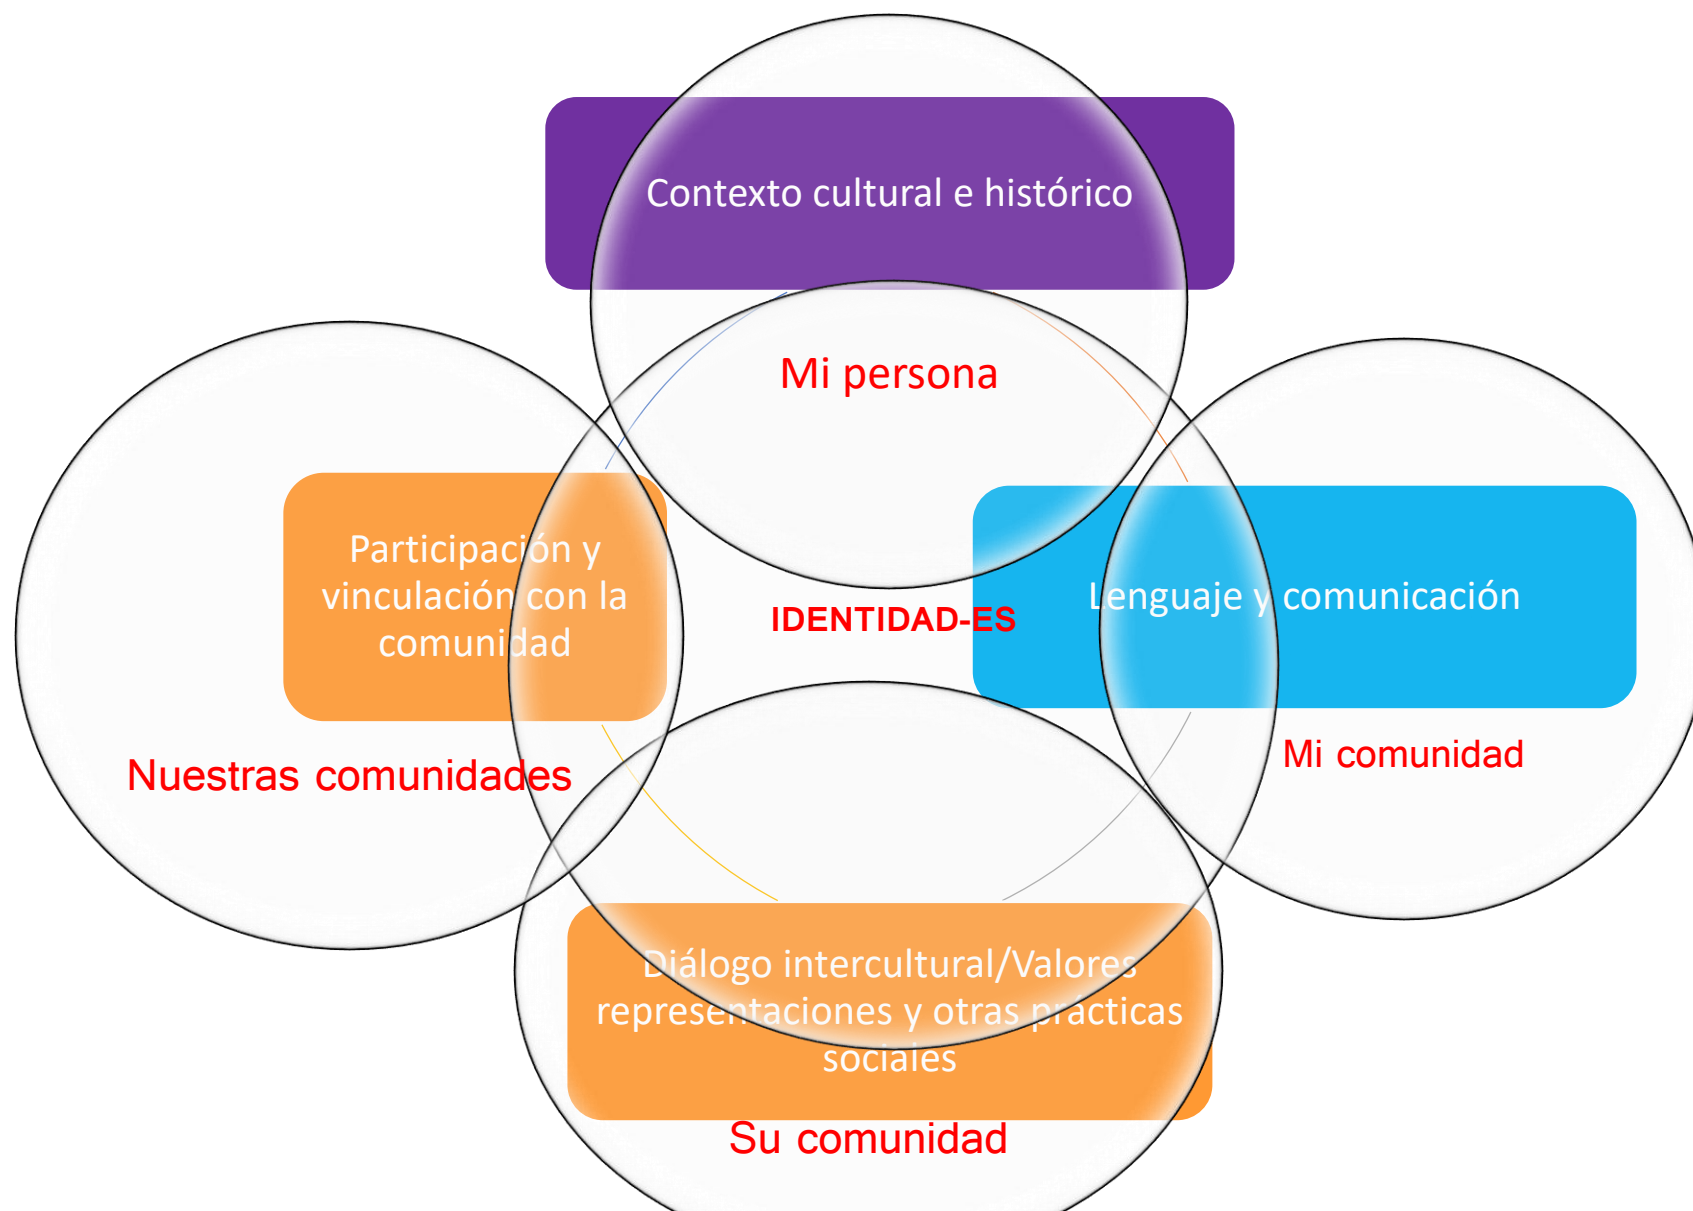 Contexto cultural e histórico
Mi persona
Participación y
vinculación con la
comunidad
IDENTIDAD-ES
Lenguaje y comunicación
Nuestras comunidades
Mi comunidad
Diálogo intercultural/Valores
representaciones y otras prácticas
sociales
Su comunidad